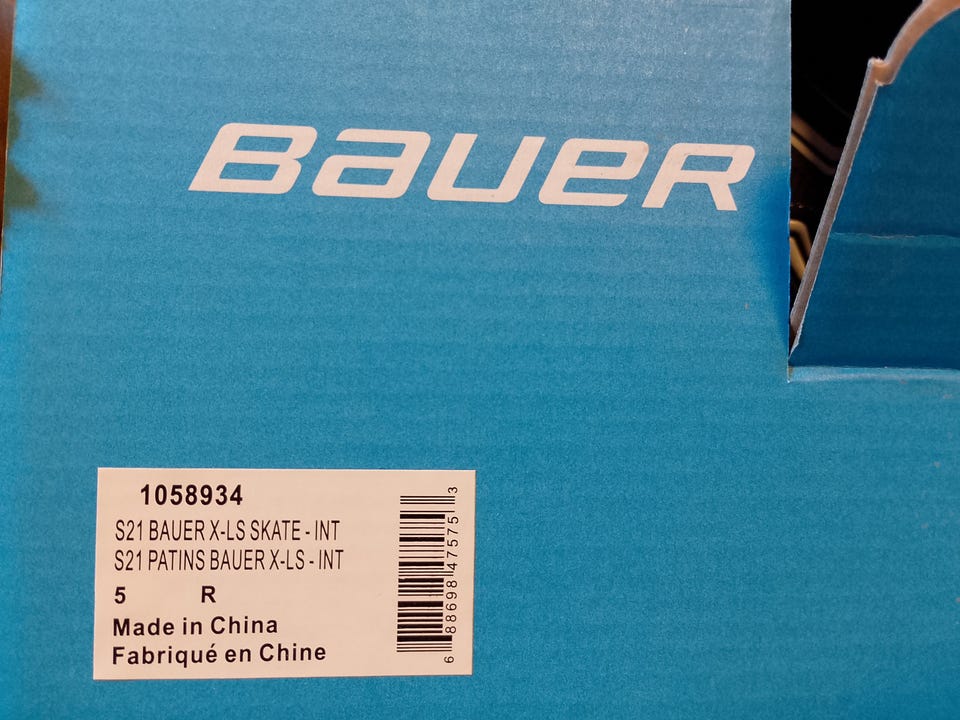 BAUER
1058934
S21 BAUER X-LS SKATE - INT
S21 PATINS BAUER X-LS - INT
5 R
Made in China
Fabriqué en Chine
6 88698 47575 3